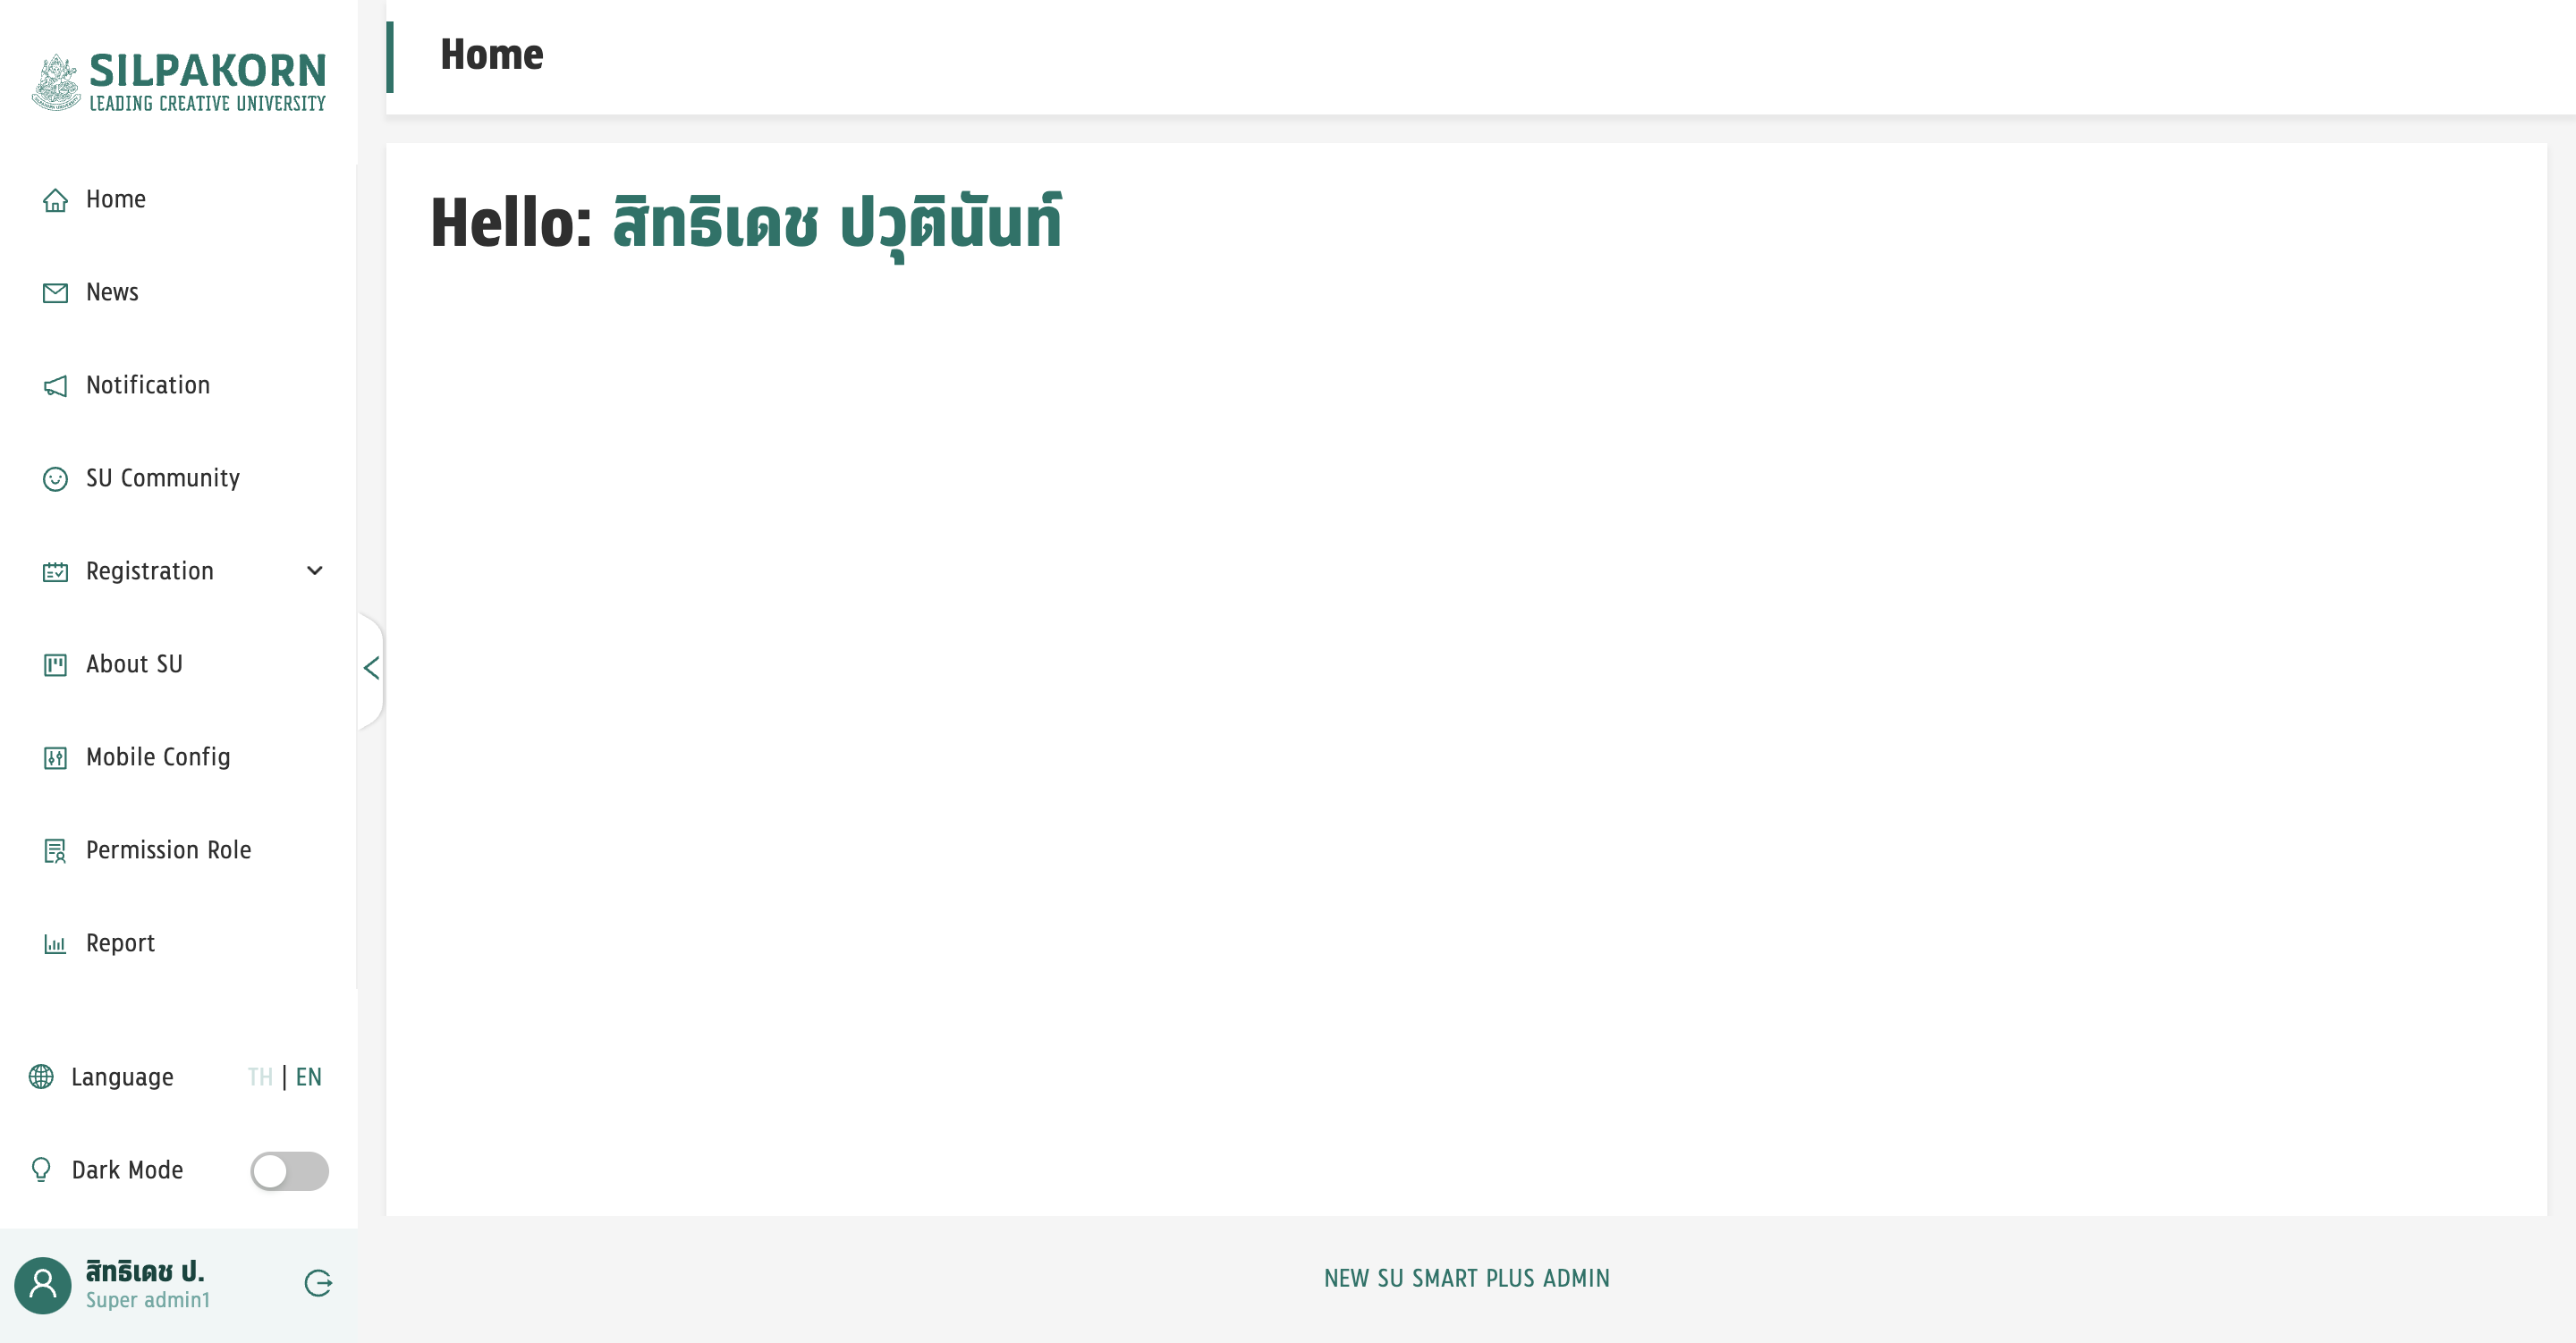 SILPAKORN
LEADING CREATIVE UNIVERSITY
Home
News
Notification
SU Community
Registration
About SU
Mobile Config
Permission Role
Report
Language TH | EN
Dark Mode
สิทธิเดช ป.
Super admin1
Home
Hello: สิทธิเดช ปวุตินันท์
NEW SU SMART PLUS ADMIN